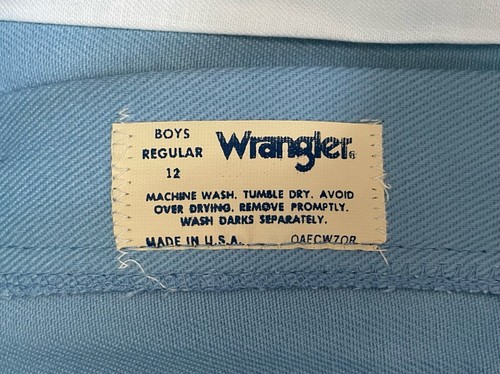 BOYS
REGULAR
12
Wrangler®
MACHINE WASH. TUMBLE DRY. AVOID
OVER DRYING. REMOVE PROMPTLY.
WASH DARKS SEPARATELY.
MADE IN U.S.A.